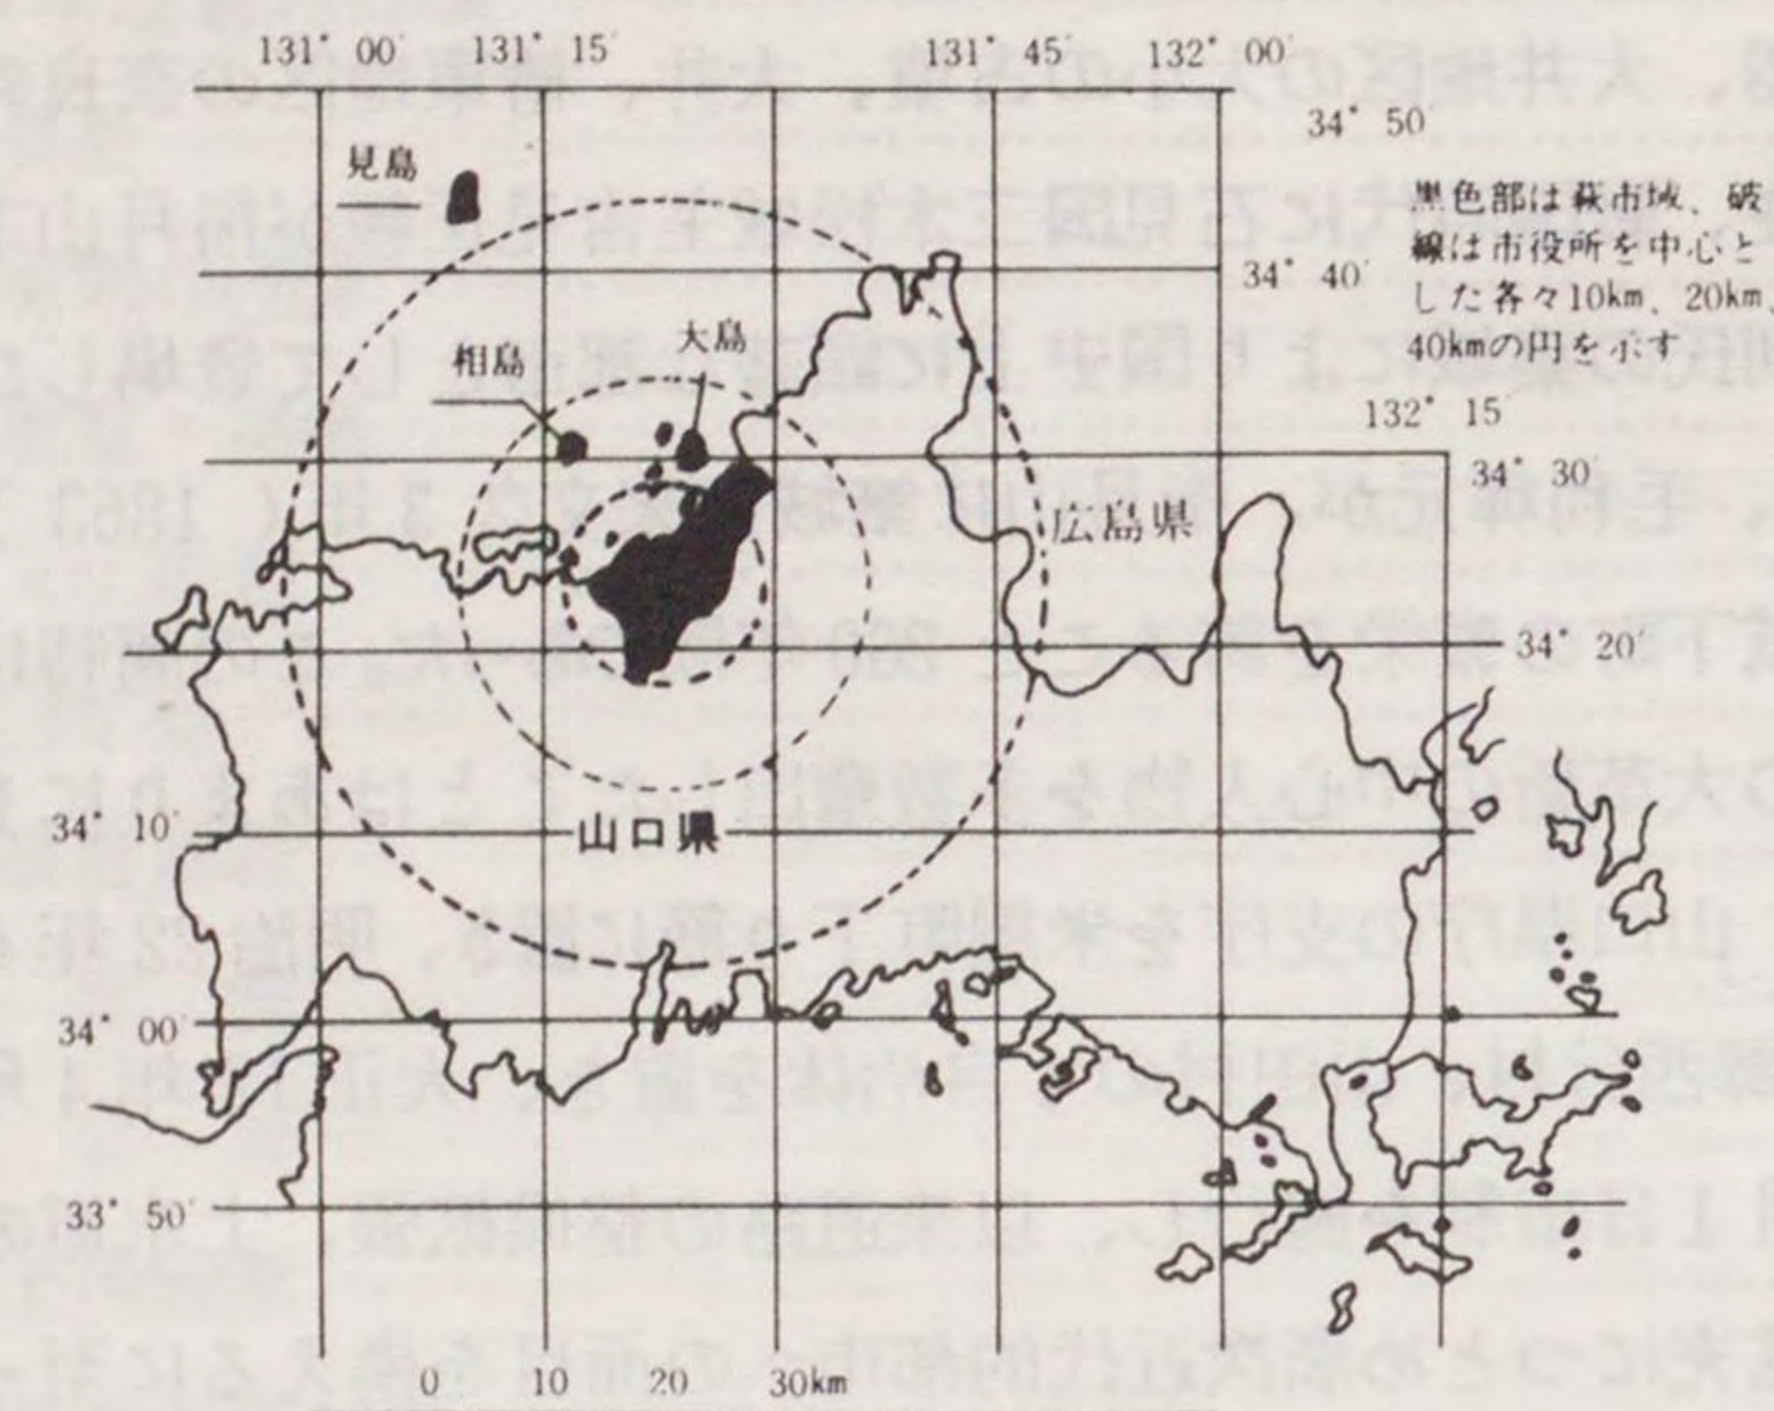 131° 00′ 131° 15′ 131° 45′ 132° 00′
34° 50′
見島
黒色部は萩市域、破
線は市役所を中心と
した各々10km、20km、
40kmの円を示す
34° 40′
大島
相島
132° 15′
34° 30′
広島県
34° 20′
34° 10′
山口県
34° 00′
33° 50′
0 10 20 30km